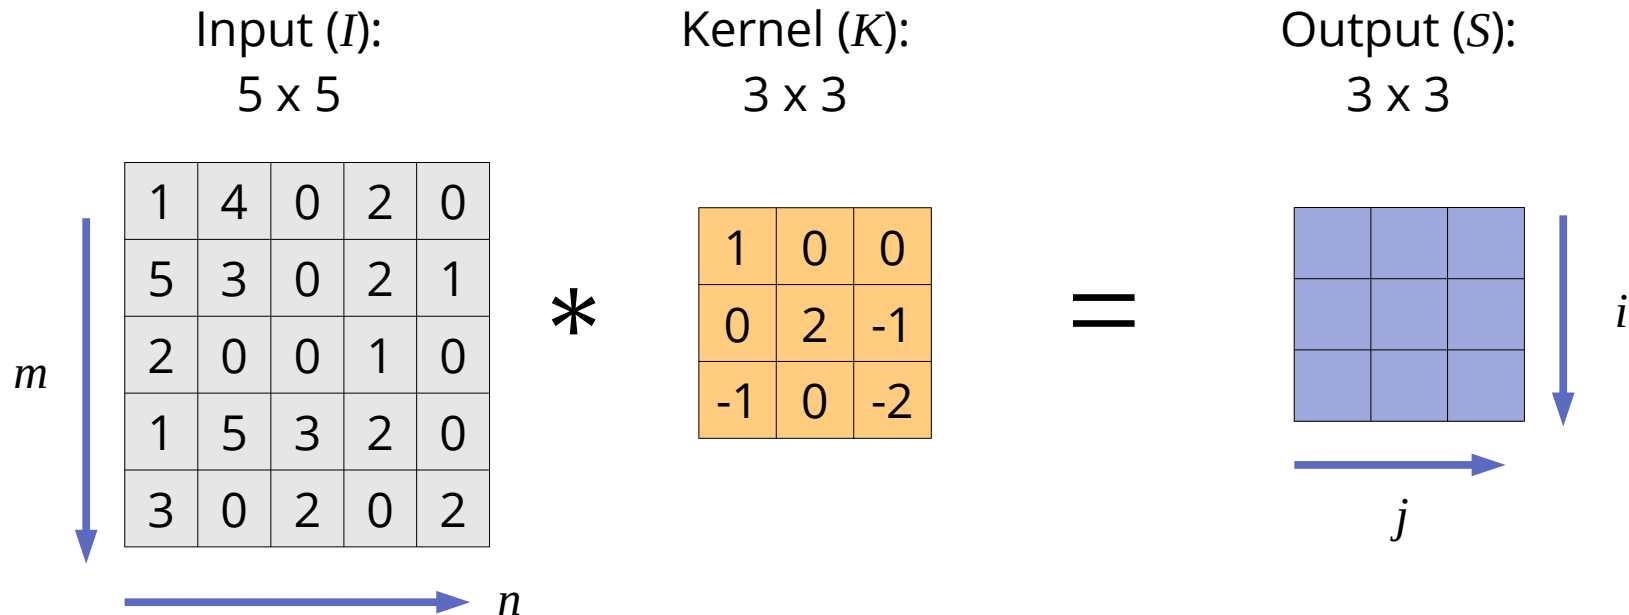 Input (I):
5 x 5
Kernel (K):
3 x 3
Output (S):
3 x 3
1 4 0 2 0
5 3 0 2 1
2 0 0 1 0
1 5 3 2 0
3 0 2 0 2
m
n
*
1 0 0
0 2 -1
-1 0 -2
=
i
j